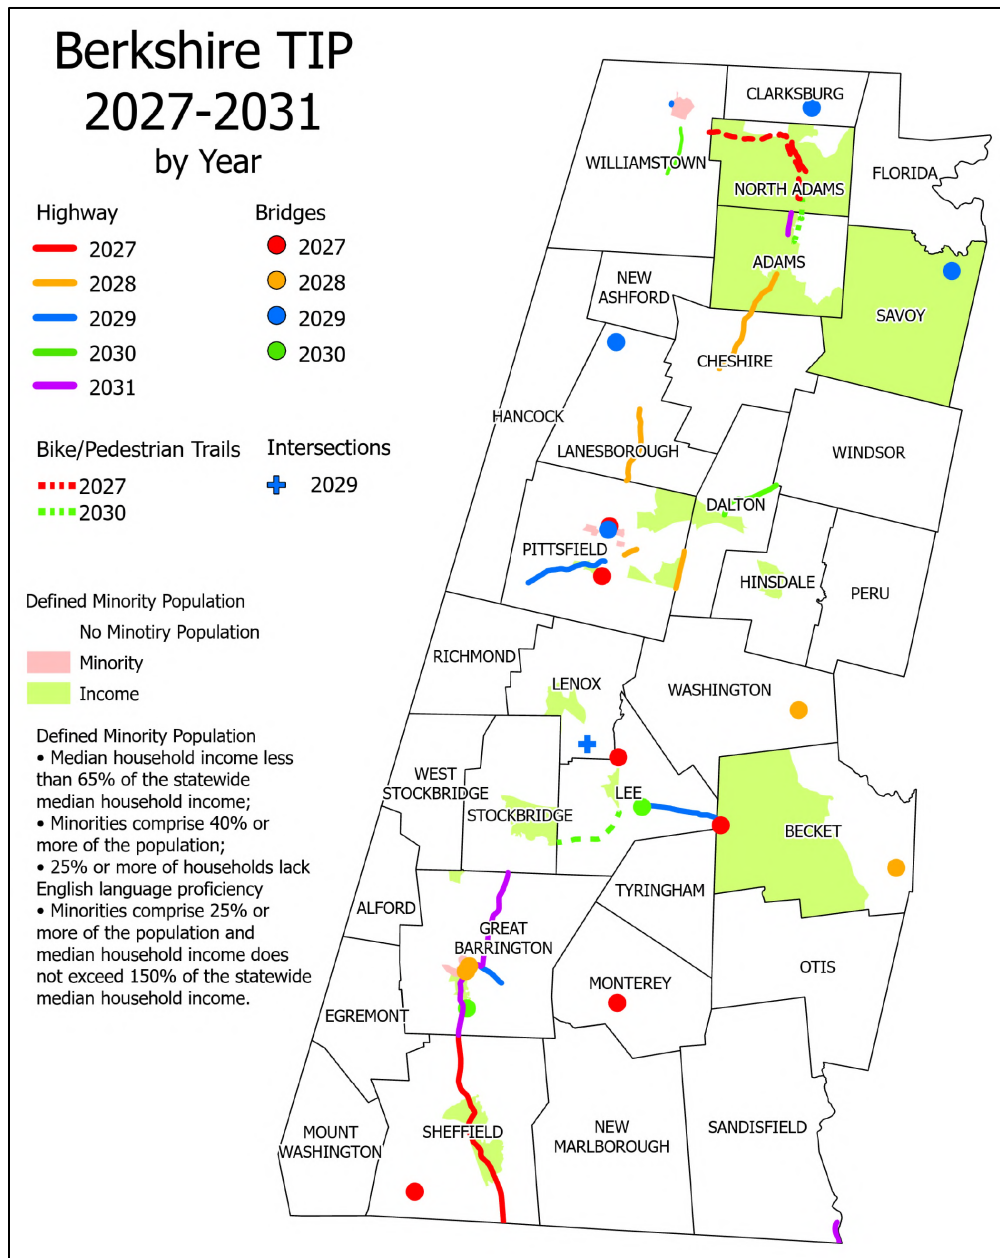 Berkshire TIP
2027-2031
by Year
Highway
2027
2028
2029
2030
2031
Bridges
2027
2028
2029
2030
Bike/Pedestrian Trails
2027
2030
Intersections
2029
Defined Minority Population
No Minotiry Population
Minority
Income
Defined Minority Population
• Median household income less
than 65% of the statewide
median household income;
• Minorities comprise 40% or
more of the population;
• 25% or more of households lack
English language proficiency
• Minorities comprise 25% or
more of the population and
median household income does
not exceed 150% of the statewide
median household income.
CLARKSBURG
WILLIAMSTOWN
FLORIDA
NORTH ADAMS
ADAMS
NEW
ASHFORD
SAVOY
CHESHIRE
HANCOCK
LANESBOROUGH
WINDSOR
DALTON
PITTSFIELD
HINSDALE
PERU
RICHMOND
LENOX
WASHINGTON
WEST
STOCKBRIDGE
STOCKBRIDGE
LEE
BECKET
TYRINGHAM
ALFORD
GREAT
BARRINGTON
OTIS
MONTEREY
EGREMONT
MOUNT
WASHINGTON
SHEFFIELD
NEW
MARLBOROUGH
SANDISFIELD